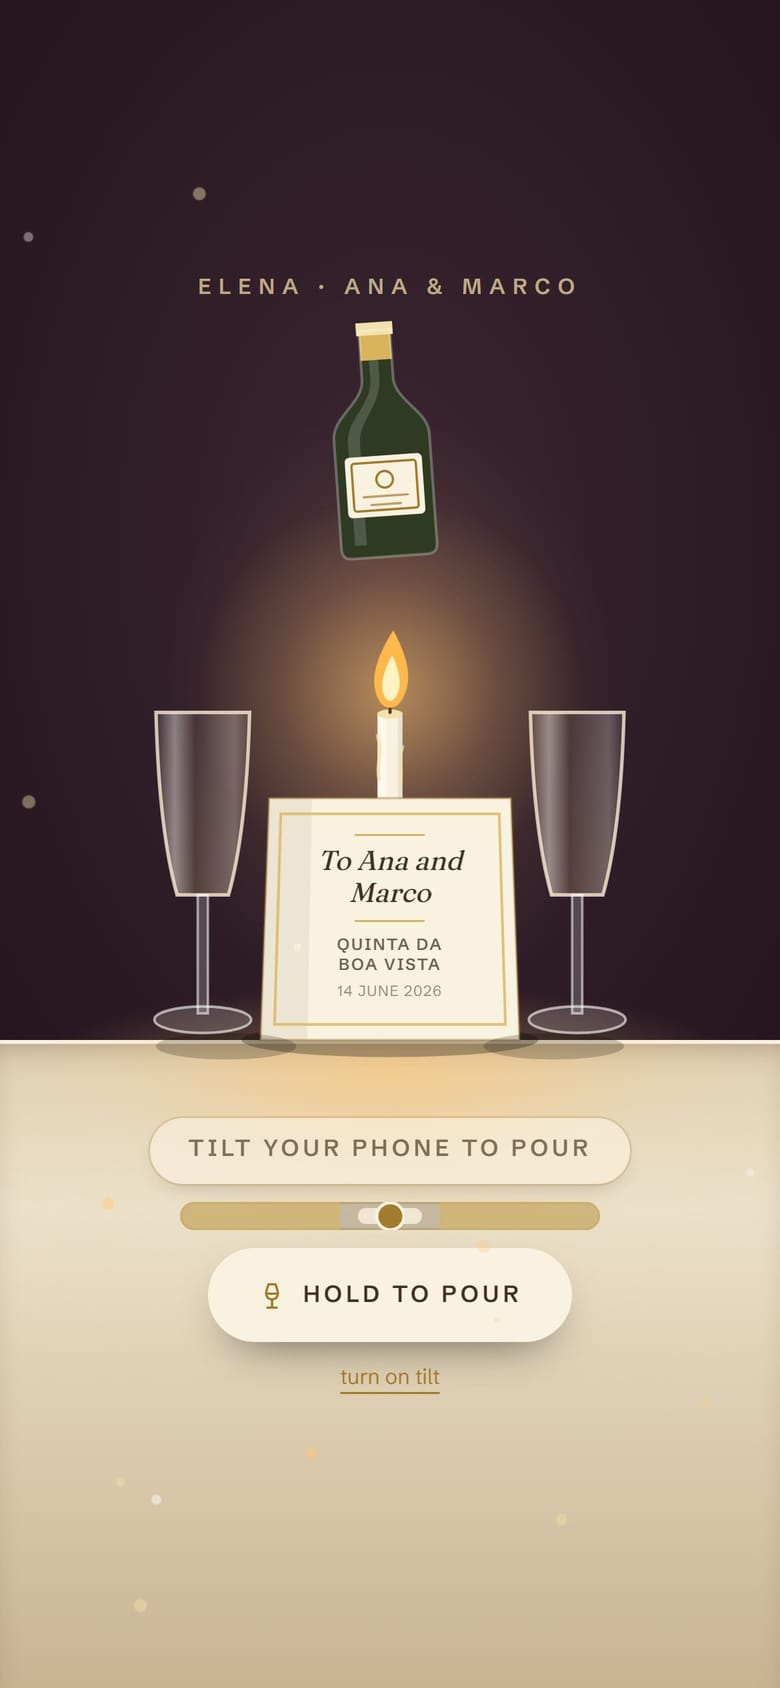 ELENA · ANA & MARCO
To Ana and
Marco
QUINTA DA
BOA VISTA
14 JUNE 2026
TILT YOUR PHONE TO POUR
HOLD TO POUR
turn on tilt